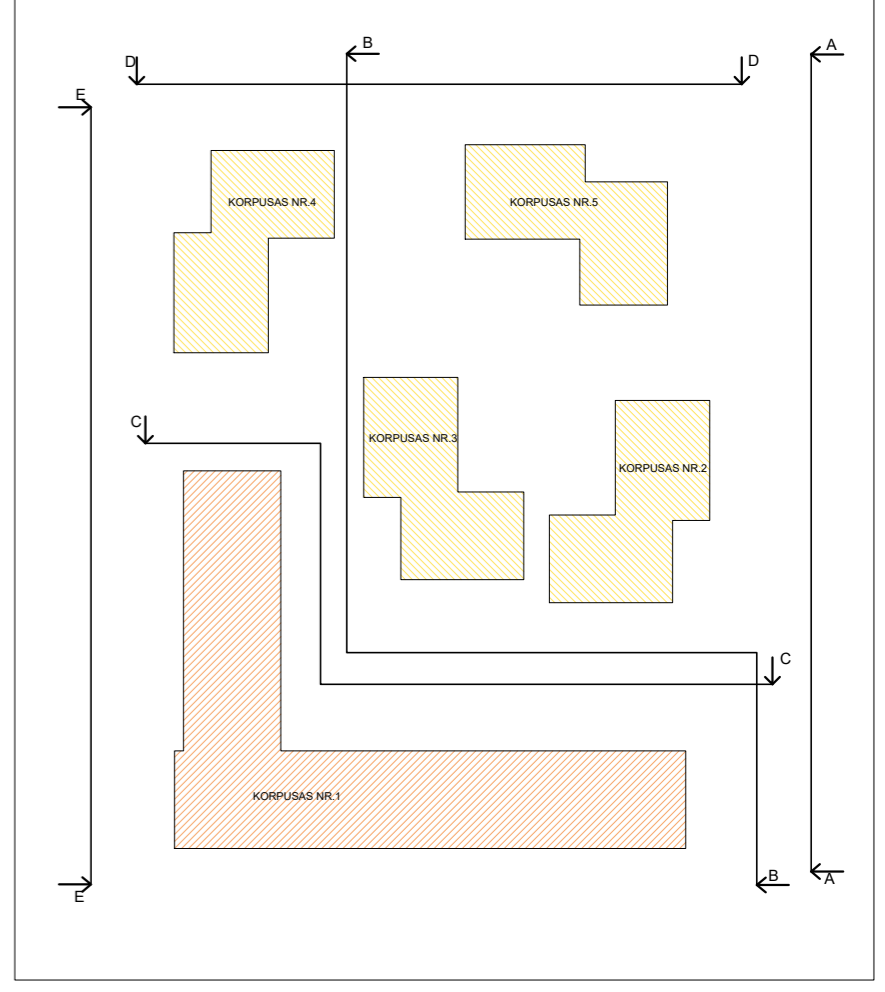 B
A
D
D
E
KORPUSAS NR.4
KORPUSAS NR.5
C
KORPUSAS NR.3
KORPUSAS NR.2
C
KORPUSAS NR.1
B
A
E